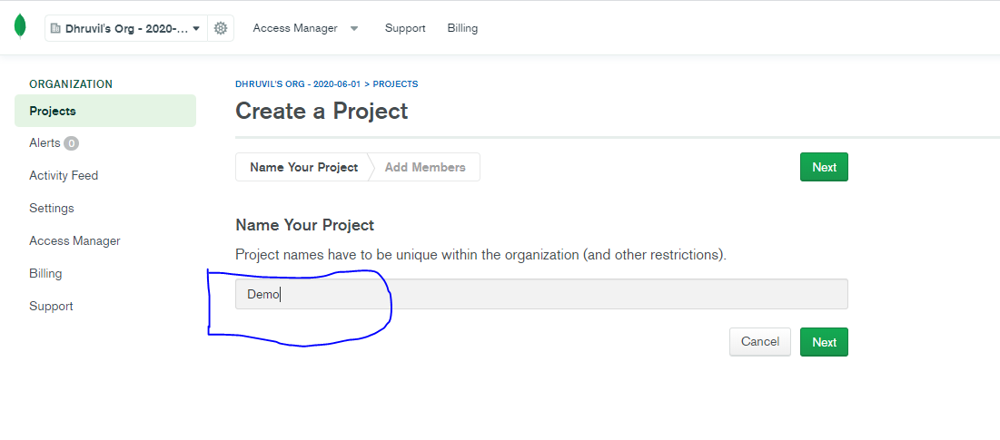 Dhruvil's Org - 2020-...
Access Manager
Support
Billing
ORGANIZATION
Projects
Alerts 0
Activity Feed
Settings
Access Manager
Billing
Support
DHRUVIL'S ORG - 2020-06-01 > PROJECTS
Create a Project
Name Your Project
Add Members
Next
Name Your Project
Project names have to be unique within the organization (and other restrictions).
Demo
Cancel
Next